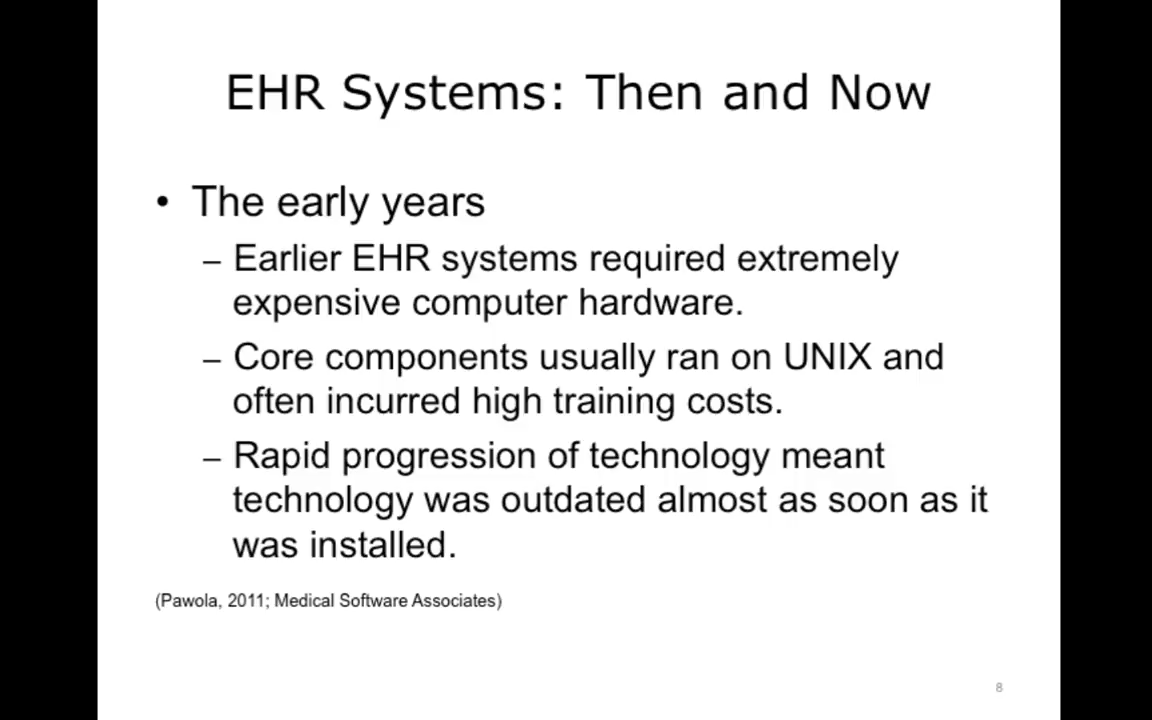 EHR Systems: Then and Now
• The early years
– Earlier EHR systems required extremely
expensive computer hardware.
– Core components usually ran on UNIX and
often incurred high training costs.
– Rapid progression of technology meant
technology was outdated almost as soon as it
was installed.
(Pawola, 2011; Medical Software Associates)
8